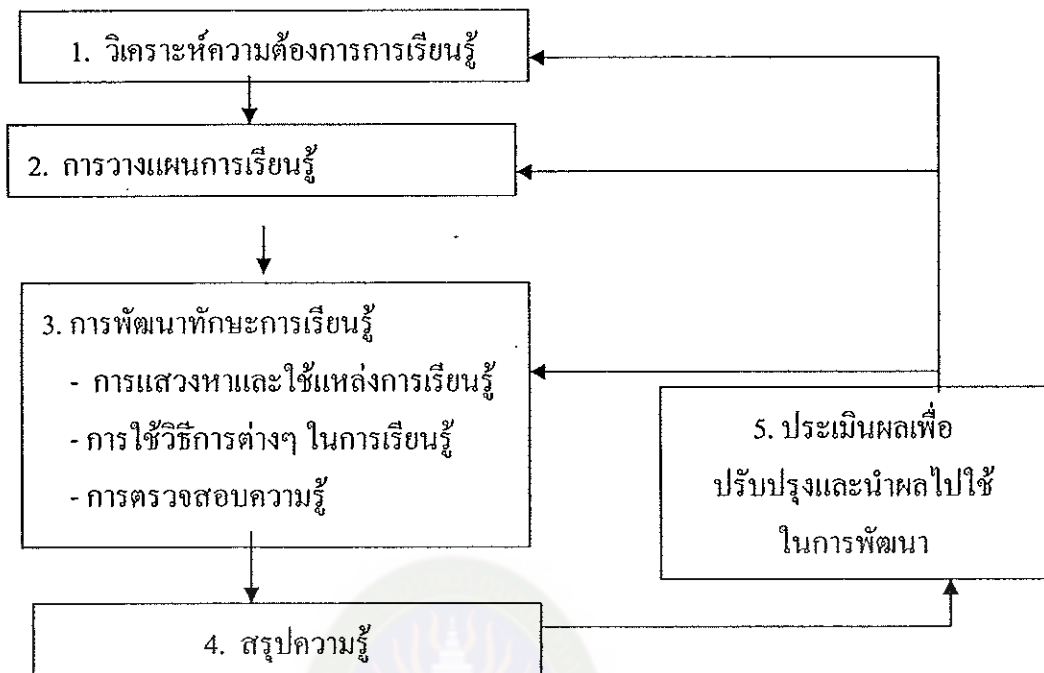 1. วิเคราะห์ความต้องการการเรียนรู้
2. การวางแผนการเรียนรู้
3. การพัฒนาทักษะการเรียนรู้
- การแสวงหาและใช้แหล่งการเรียนรู้
- การใช้วิธีการต่างๆ ในการเรียนรู้
- การตรวจสอบความรู้
4. สรุปความรู้
5. ประเมินผลเพื่อ
ปรับปรุงและนำผลไปใช้
ในการพัฒนา